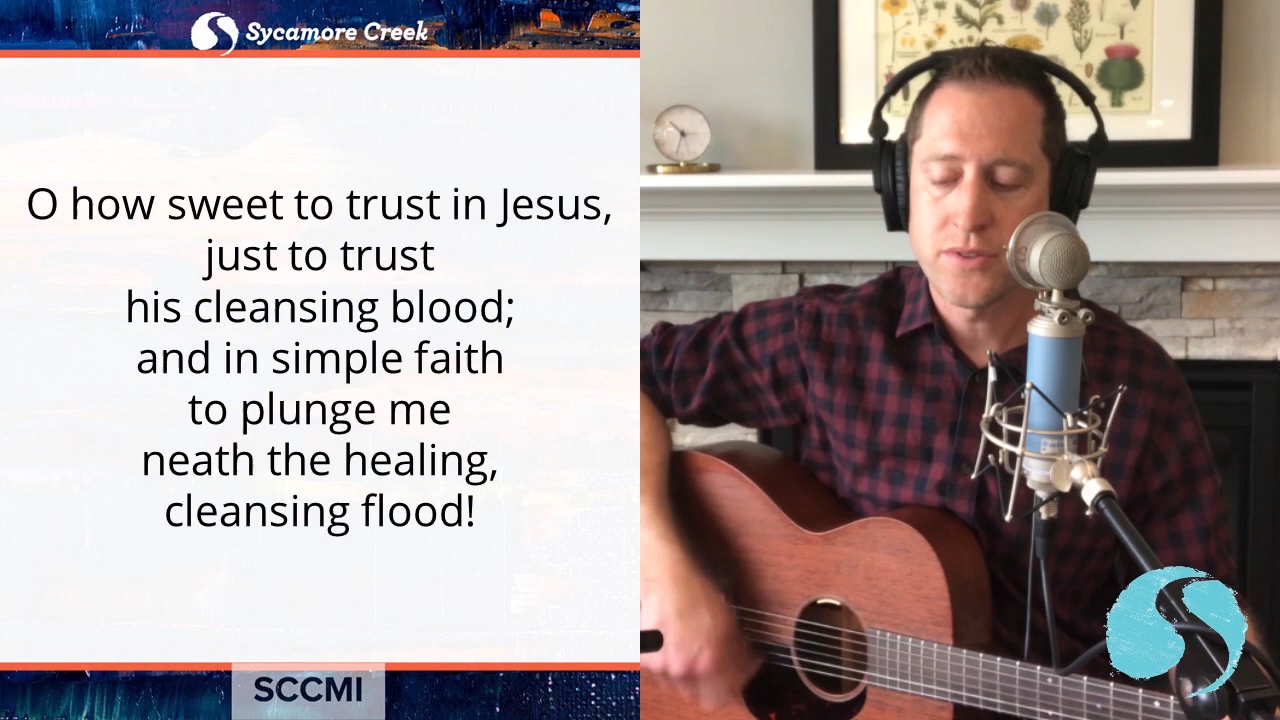 Sycamore Creek
O how sweet to trust in Jesus,
just to trust
his cleansing blood;
and in simple faith
to plunge me
neath the healing,
cleansing flood!
SCCMI